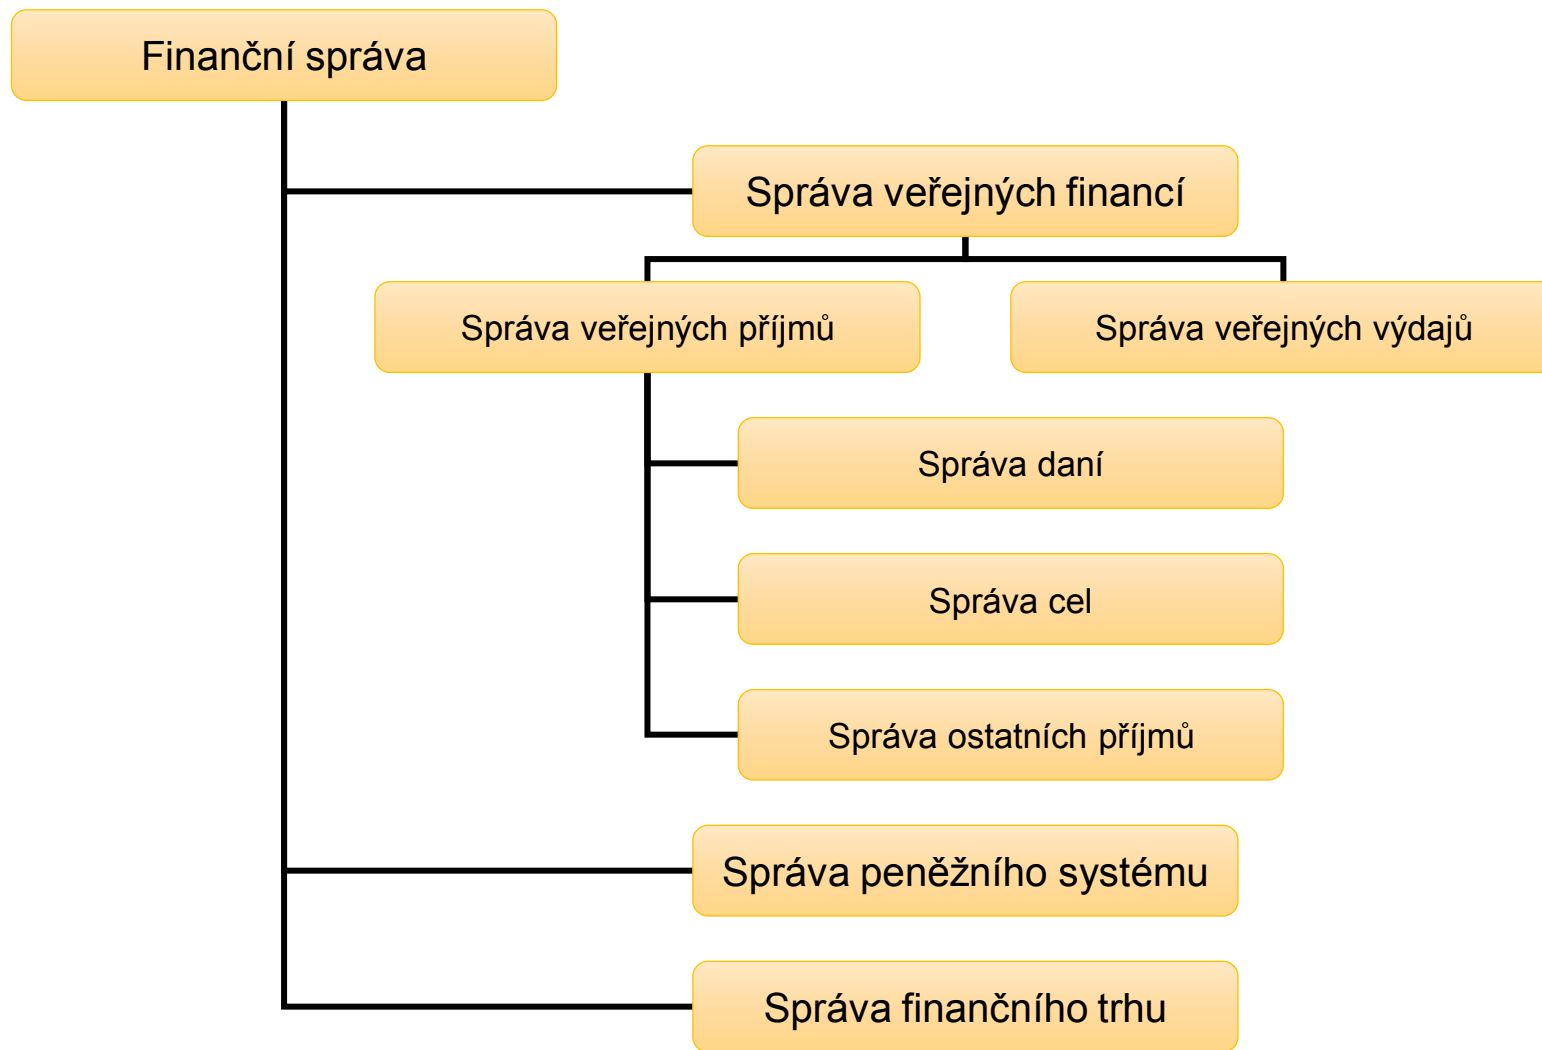 Finanční správa
Správa veřejných financí
Správa veřejných příjmů
Správa veřejných výdajů
Správa daní
Správa cel
Správa ostatních příjmů
Správa peněžního systému
Správa finančního trhu